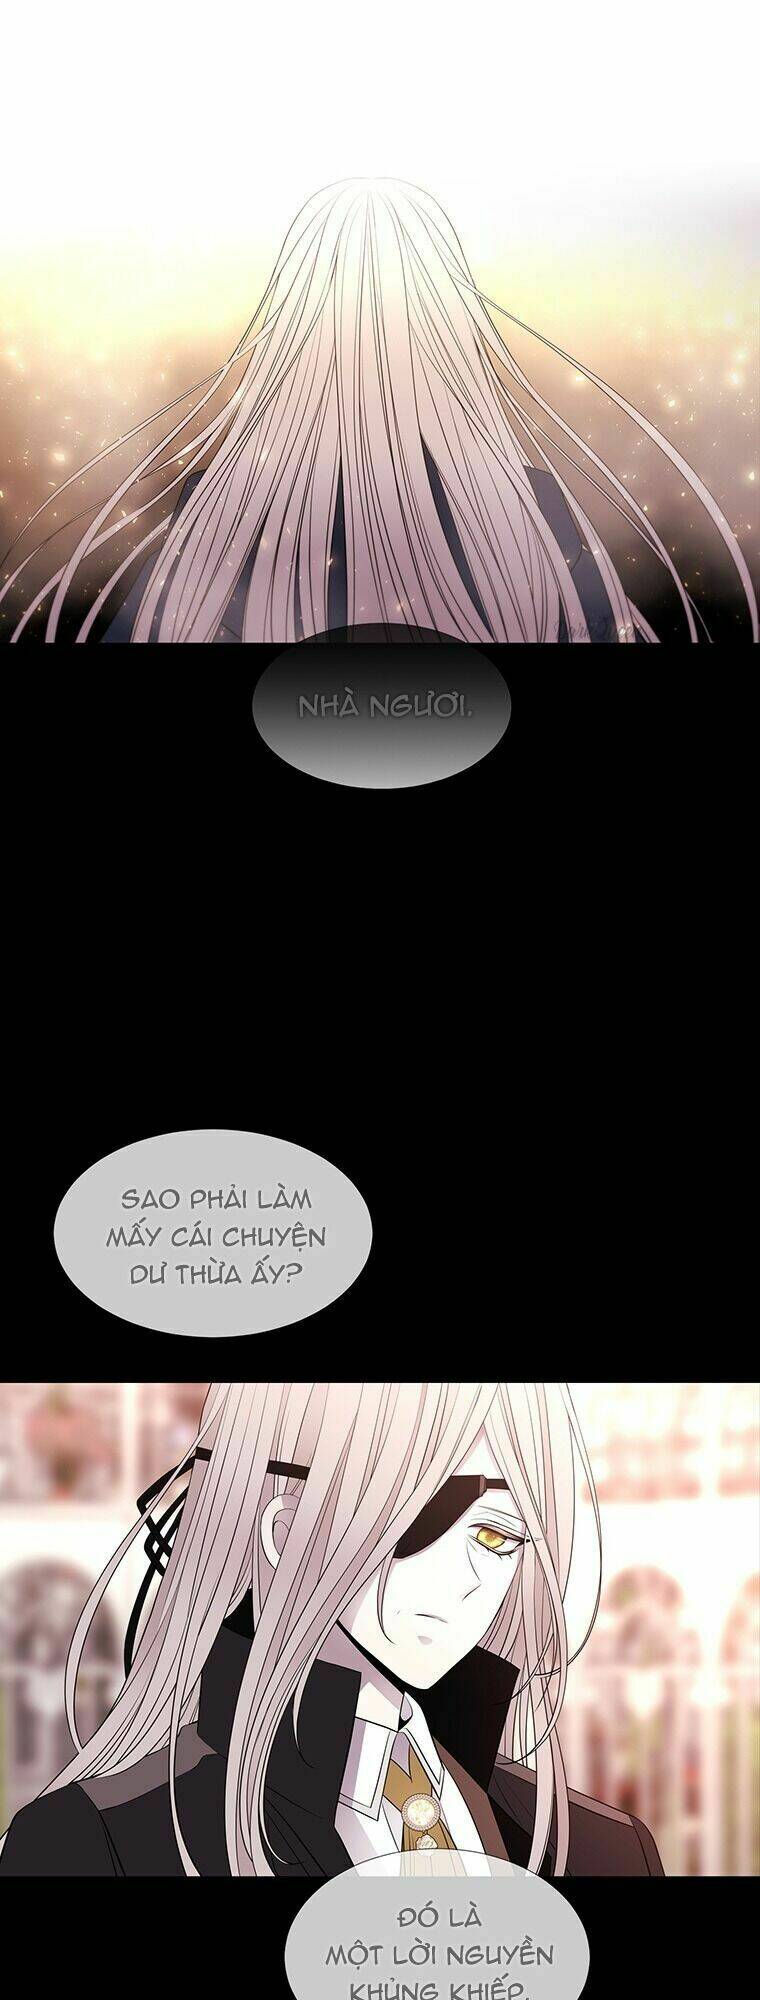 NHÀ NGƯƠI.
SAO PHẢI LÀM
MẤY CÁI CHUYỆN
DƯ THỪA ẤY?
ĐÓ LÀ
MỘT LỜI NGUYỀN
KHỦNG KHIẾP.